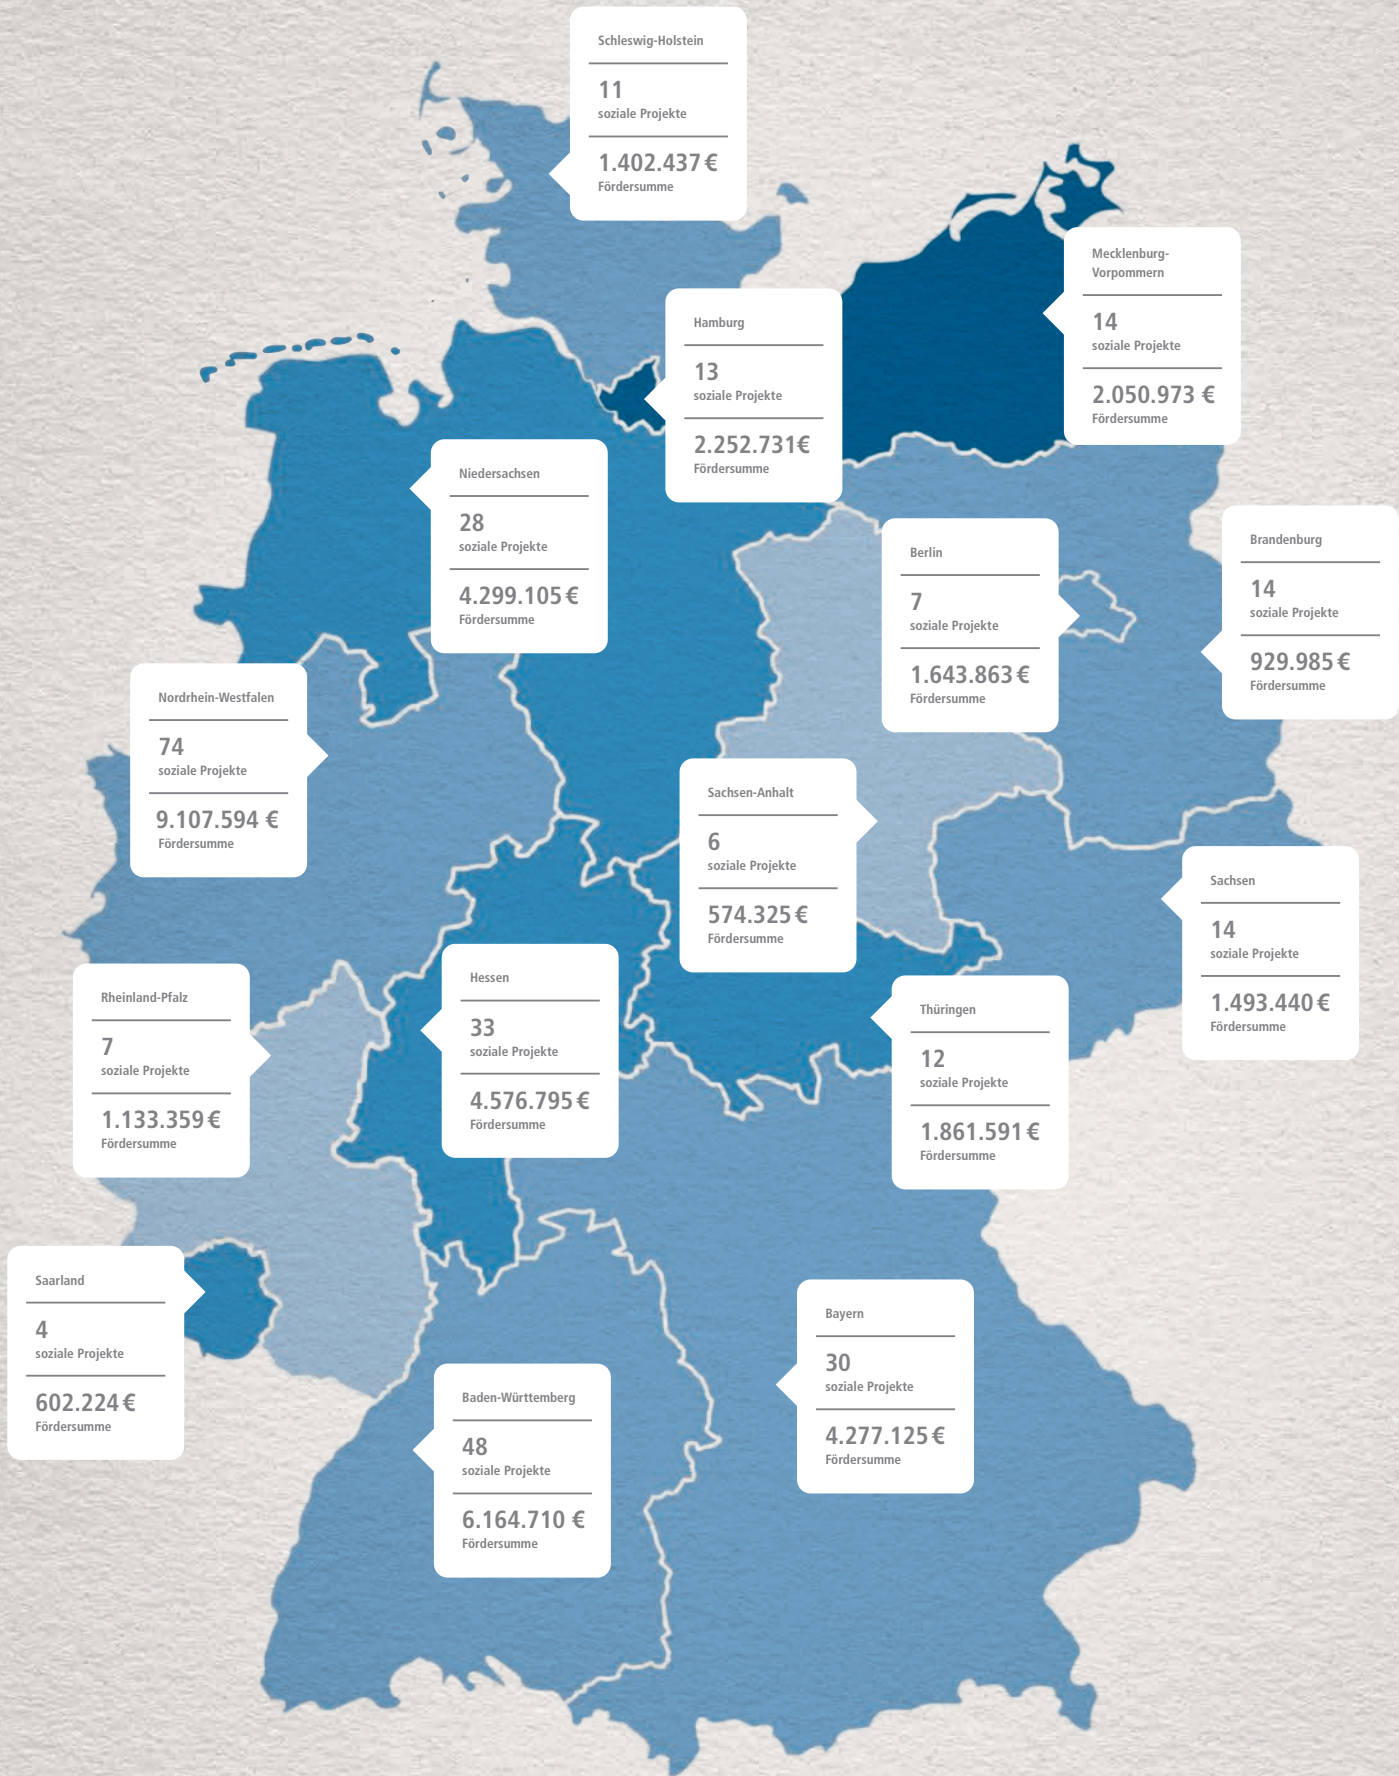 Schleswig-Holstein
11
soziale Projekte
1.402.437 €
Fördersumme
Mecklenburg-
Vorpommern
14
soziale Projekte
2.050.973 €
Fördersumme
Hamburg
13
soziale Projekte
2.252.731€
Fördersumme
Niedersachsen
28
soziale Projekte
4.299.105 €
Fördersumme
Berlin
7
soziale Projekte
1.643.863 €
Fördersumme
Brandenburg
14
soziale Projekte
929.985 €
Fördersumme
Nordrhein-Westfalen
74
soziale Projekte
9.107.594 €
Fördersumme
Sachsen-Anhalt
6
soziale Projekte
574.325 €
Fördersumme
Sachsen
14
soziale Projekte
1.493.440 €
Fördersumme
Rheinland-Pfalz
7
soziale Projekte
1.133.359 €
Fördersumme
Hessen
33
soziale Projekte
4.576.795 €
Fördersumme
Thüringen
12
soziale Projekte
1.861.591 €
Fördersumme
Saarland
4
soziale Projekte
602.224 €
Fördersumme
Baden-Württemberg
48
soziale Projekte
6.164.710 €
Fördersumme
Bayern
30
soziale Projekte
4.277.125 €
Fördersumme